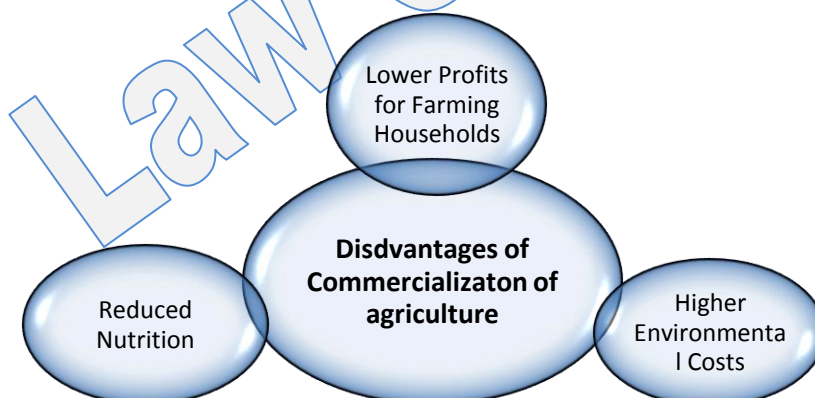 Law
Lower Profits
for Farming
Households
Disdvantages of
Commercializaton of
agriculture
Reduced
Nutrition
Higher
Environmenta
l Costs